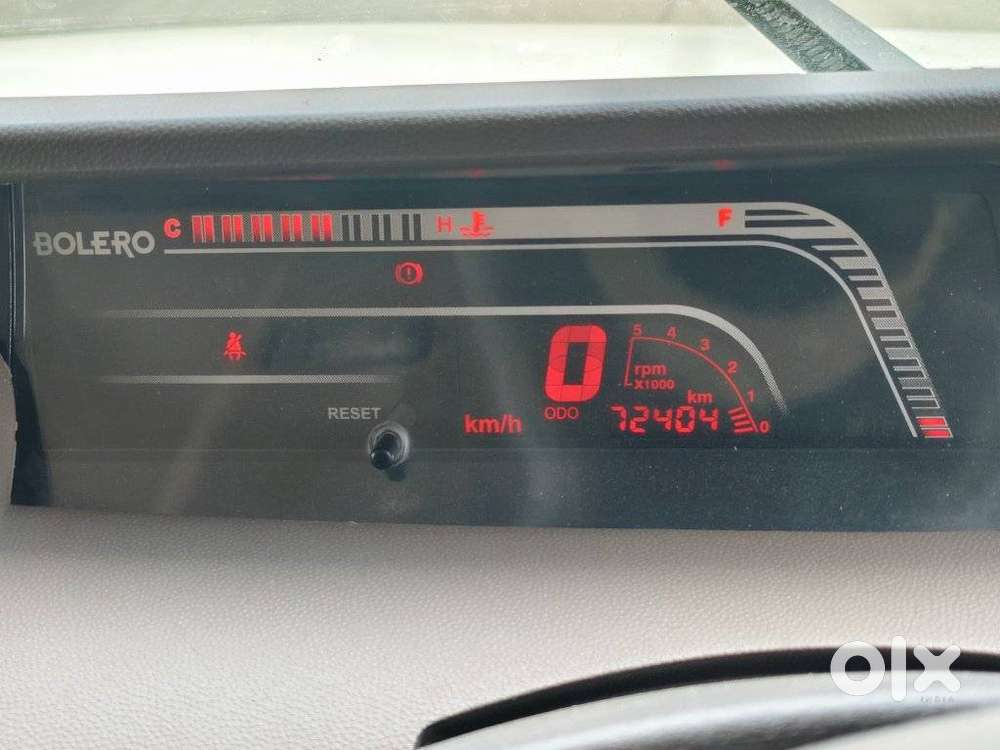 BOLERO
C H F
5 4 3 2 1 0
rpm
X1000
0
RESET
km/h
ODO
km
72404
olx